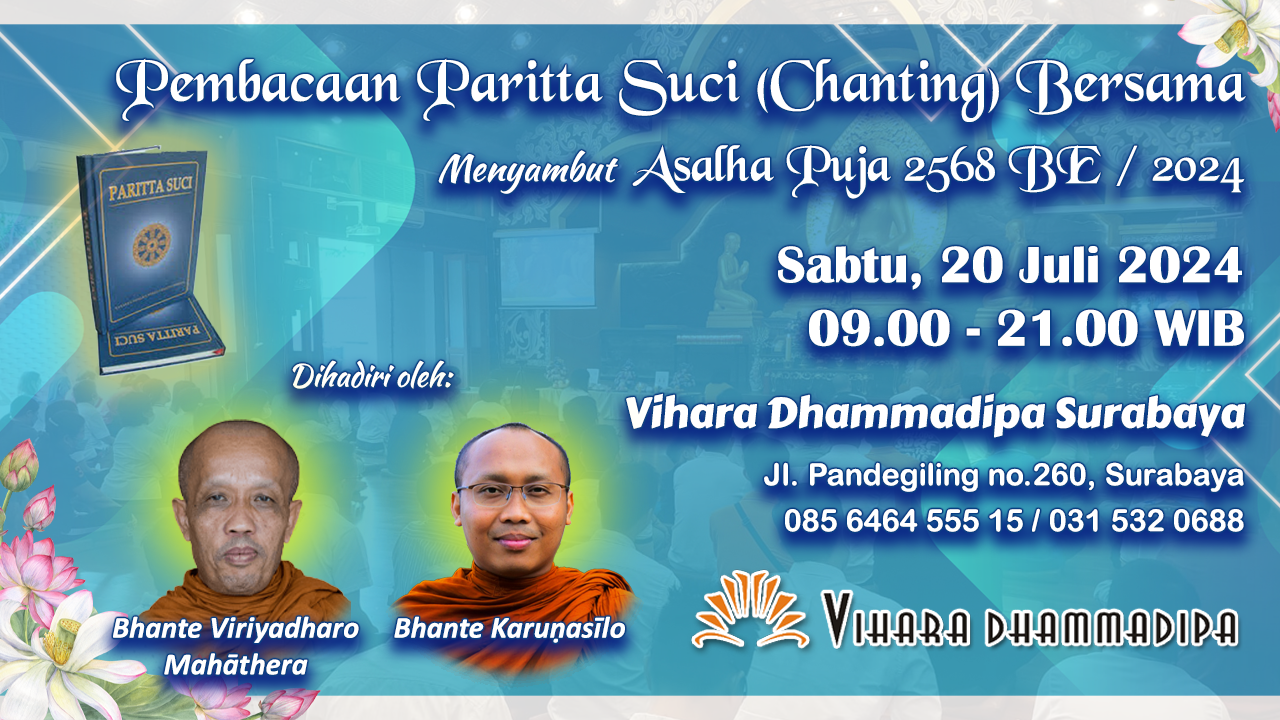 Pembacaan Paritta Suci (Chanting) Bersama
Menyambut Asalha Puja 2568 BE / 2024
PARITTA SUCI
PARITTA SUCI
Sabtu, 20 Juli 2024
09.00 - 21.00 WIB
Dihadiri oleh:
Vihara Dhammadipa Surabaya
Jl. Pandegiling no.260, Surabaya
085 6464 555 15 / 031 532 0688
Bhante Viriyadharo
Mahāthera
Bhante Karuṇasīlo
VIHARA DHAMMADIPA